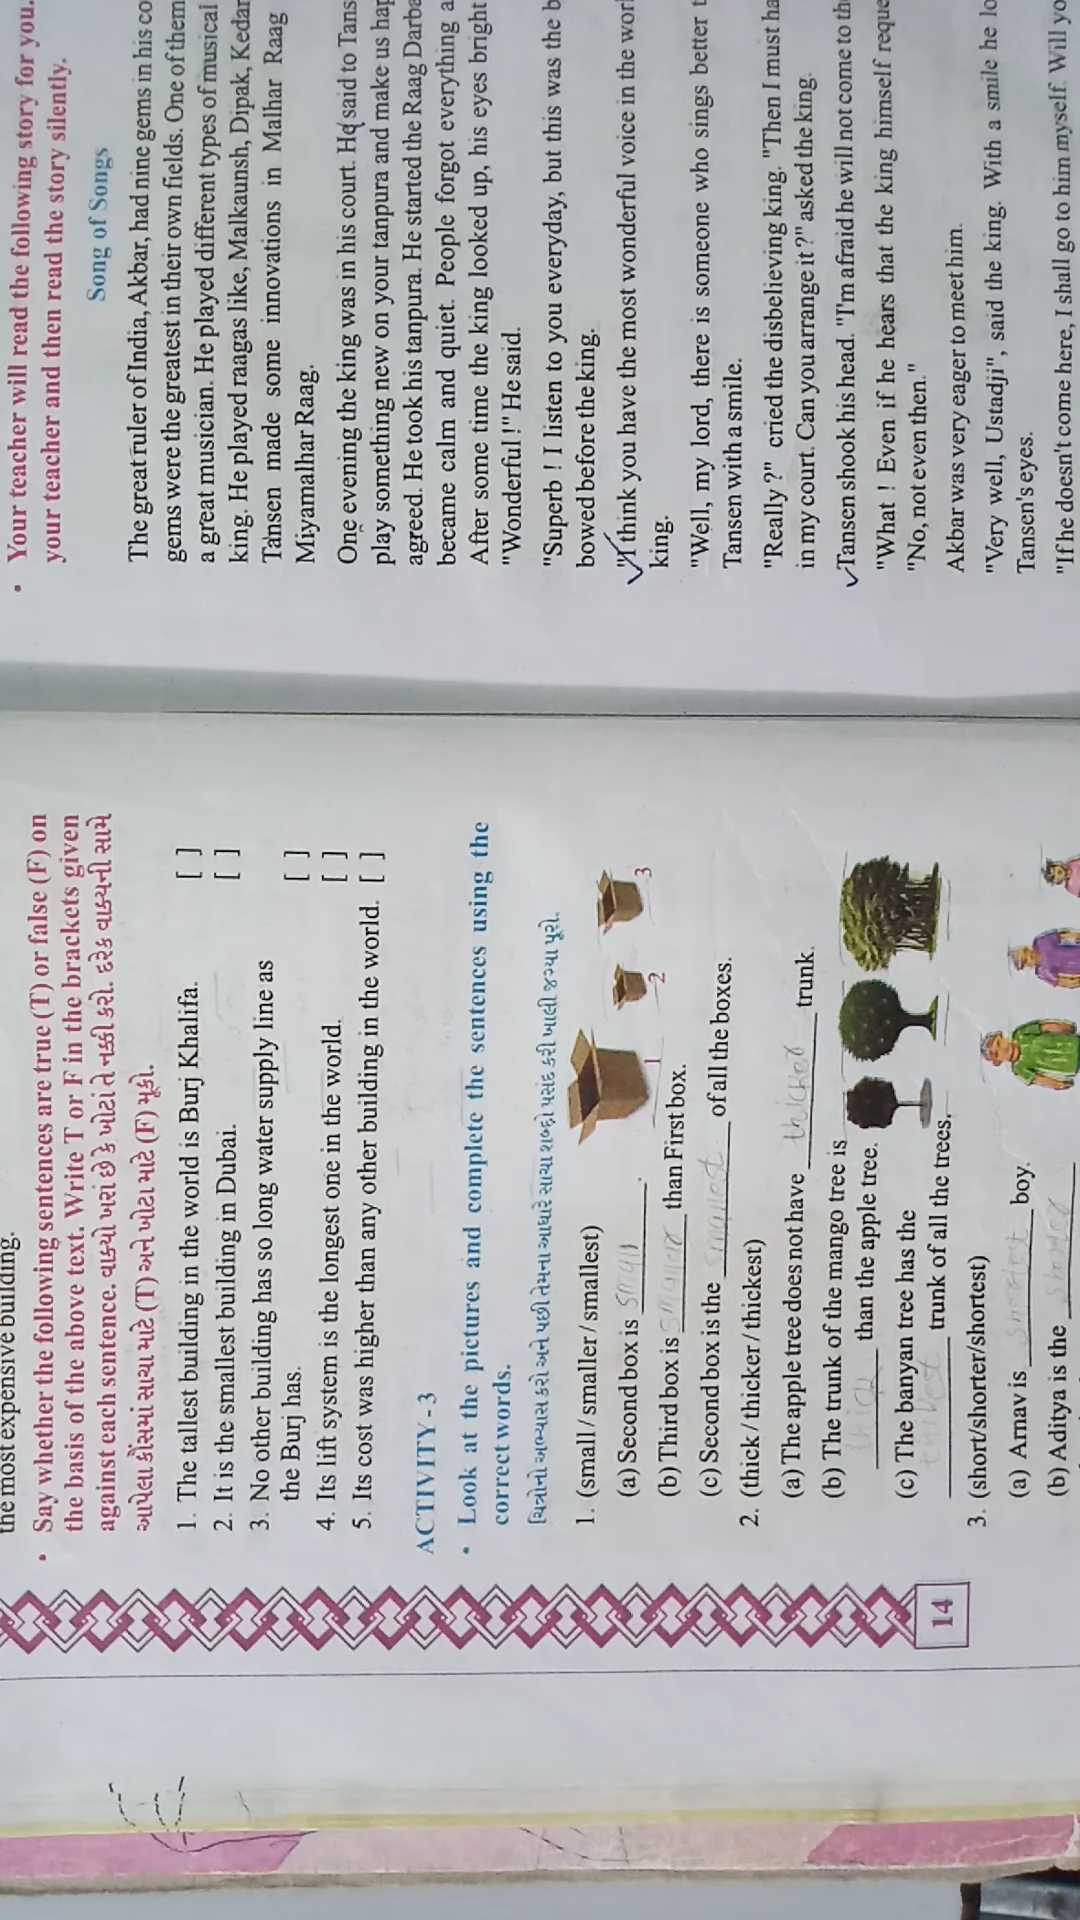 the most expensive building.
• Say whether the following sentences are true (T) or false (F) on
the basis of the above text. Write T or F in the brackets given
against each sentence. વાક્યો ખરાં છે કે ખોટાં તે નક્કી કરો. દરેક વાક્યની સામે
આપેલા કૌંસમાં સાચા માટે (T) અને ખોટા માટે (F) મૂકો.
1. The tallest building in the world is Burj Khalifa. [ ]
2. It is the smallest building in Dubai. [ ]
3. No other building has so long water supply line as
the Burj has. [ ]
4. Its lift system is the longest one in the world. [ ]
5. Its cost was higher than any other building in the world. [ ]
ACTIVITY - 3
• Look at the pictures and complete the sentences using the
correct words.
ચિત્રોનો અભ્યાસ કરો અને પછી તેમના આધારે સાચા શબ્દો પસંદ કરી ખાલી જગ્યા પૂરો.
1. (small / smaller / smallest)
(a) Second box is small.
(b) Third box is smaller than First box.
(c) Second box is the smallest of all the boxes.
1 2 3
2. (thick / thicker / thickest)
(a) The apple tree does not have thicker trunk.
(b) The trunk of the mango tree is
thick than the apple tree.
(c) The banyan tree has the
trunk of all the trees.
3. (short/shorter/shortest)
(a) Arnav is boy.
(b) Aditya is the
14
• Your teacher will read the following story for you.
your teacher and then read the story silently.
Song of Songs
The great ruler of India, Akbar, had nine gems in his co
gems were the greatest in their own fields. One of them
a great musician. He played different types of musical
king. He played raagas like, Malkaunsh, Dipak, Kedar
Tansen made some innovations in Malhar Raag
Miyamalhar Raag.
One evening the king was in his court. He said to Tans
play something new on your tanpura and make us hap
agreed. He took his tanpura. He started the Raag Darba
became calm and quiet. People forgot everything a
After some time the king looked up, his eyes bright
"Wonderful !" He said.
"Superb ! I listen to you everyday, but this was the b
bowed before the king.
"I think you have the most wonderful voice in the worl
king.
"Well, my lord, there is someone who sings better t
Tansen with a smile.
"Really ?" cried the disbelieving king. "Then I must ha
in my court. Can you arrange it ?" asked the king.
Tansen shook his head. "I'm afraid he will not come to th
"What ! Even if he hears that the king himself reque
"No, not even then."
Akbar was very eager to meet him.
"Very well, Ustadji", said the king. With a smile he lo
Tansen's eyes.
"If he doesn't come here, I shall go to him myself. Will yo